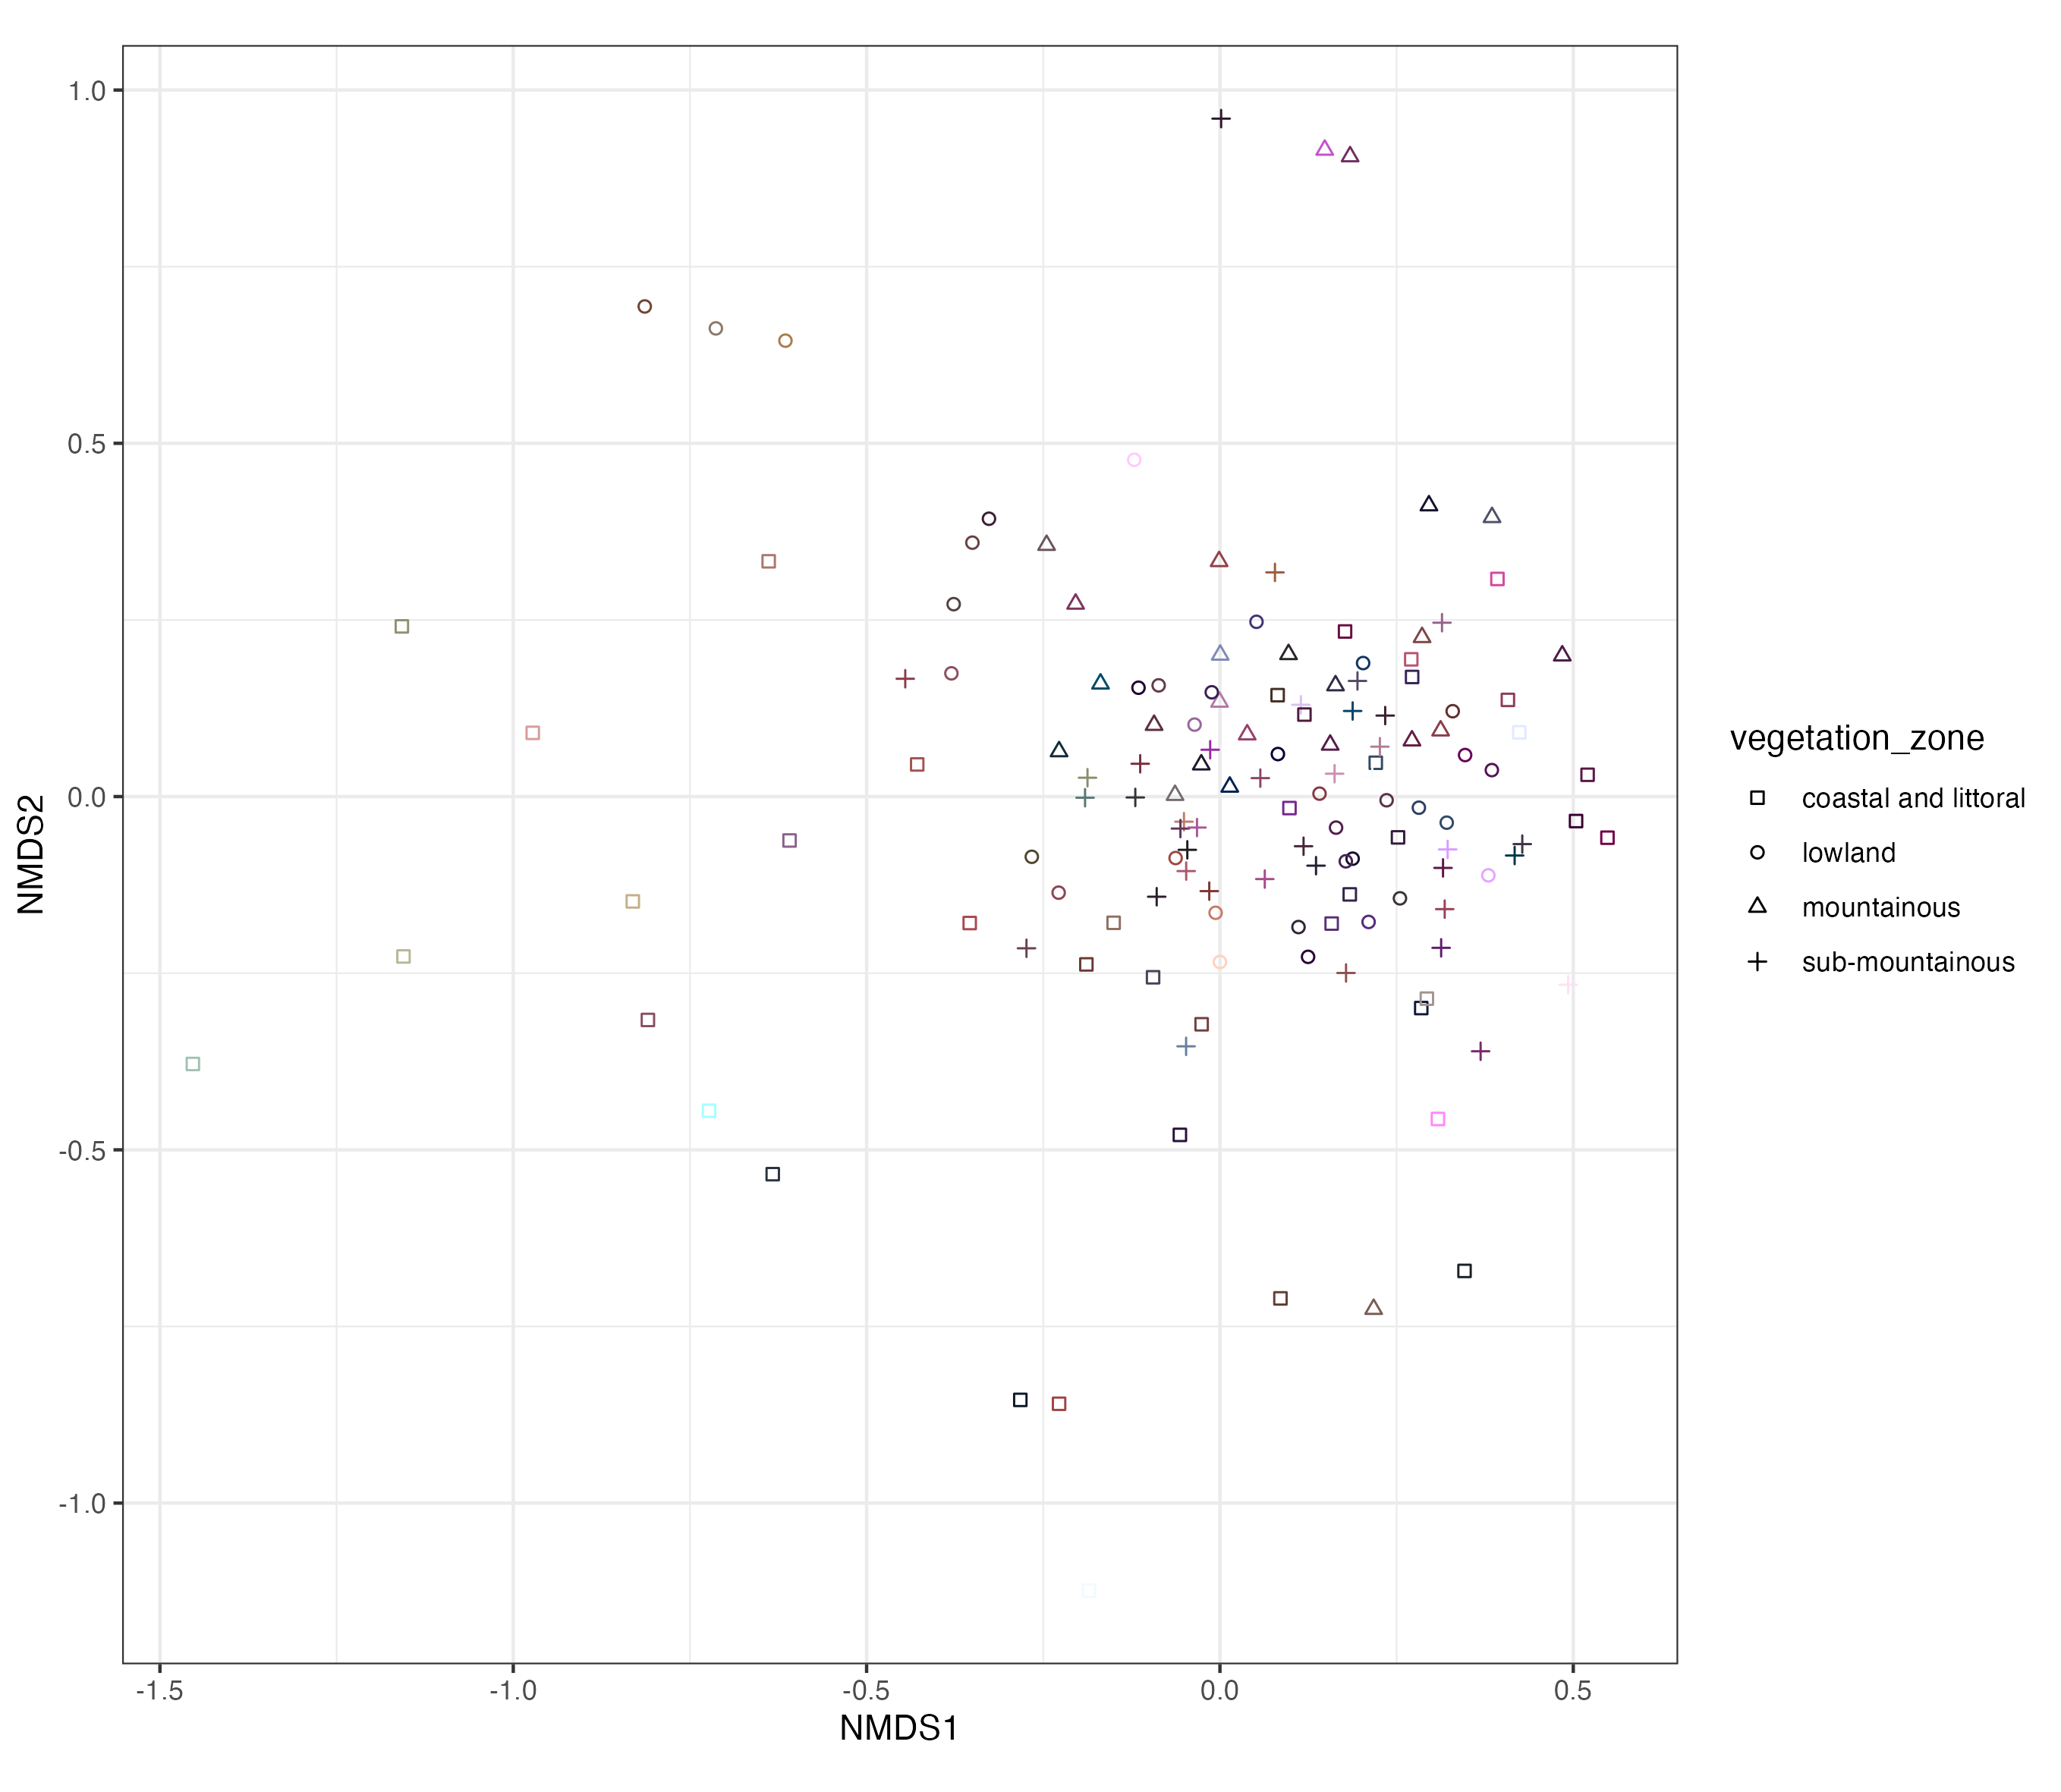 1.0
0.5
0.0
-0.5
-1.0
NMDS2
-1.5
-1.0
-0.5
0.0
0.5
NMDS1
vegetation_zone
coastal and littoral
lowland
mountainous
sub-mountainous